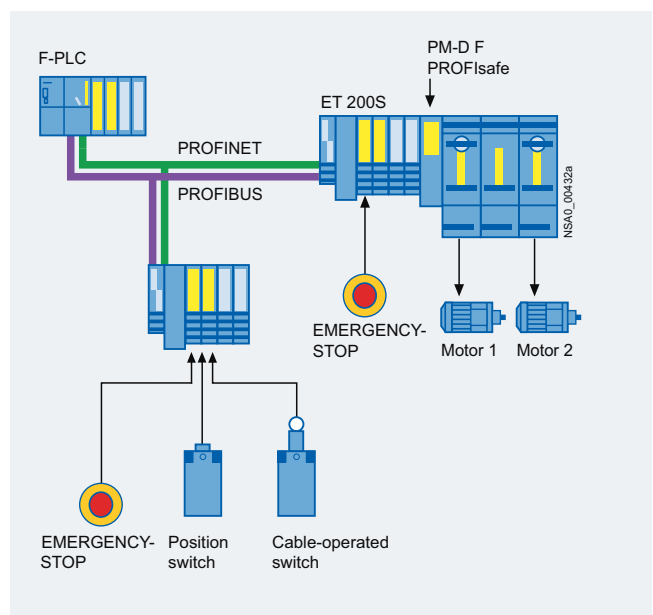 F-PLC
PM-D F
PROFIsafe
ET 200S
PROFINET
PROFIBUS
NSA0_00432a
EMERGENCY-
STOP
Motor 1
Motor 2
EMERGENCY-
STOP
Position
switch
Cable-operated
switch